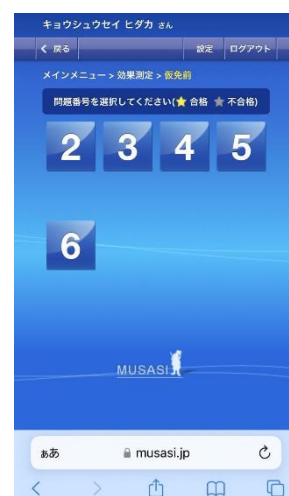 キョウシュウセイ ヒダカ さん
戻る 設定 ログアウト
メインメニュー > 効果測定 > 仮免前
問題番号を選択してください(★ 合格 ★ 不合格)
2 3 4 5
6
MUSASI
ぁあ musasi.jp